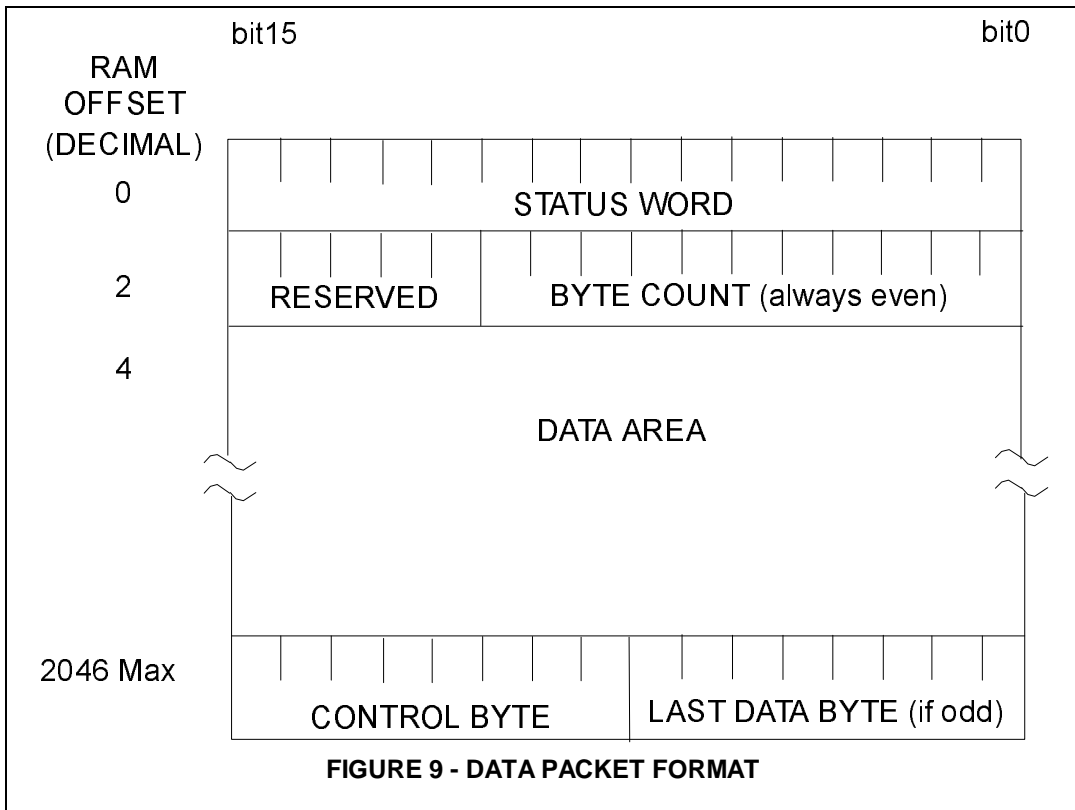 bit15 bit0
RAM
OFFSET
(DECIMAL)
0
STATUS WORD
2
RESERVED BYTE COUNT (always even)
4
DATA AREA
2046 Max
CONTROL BYTE LAST DATA BYTE (if odd)
FIGURE 9 - DATA PACKET FORMAT